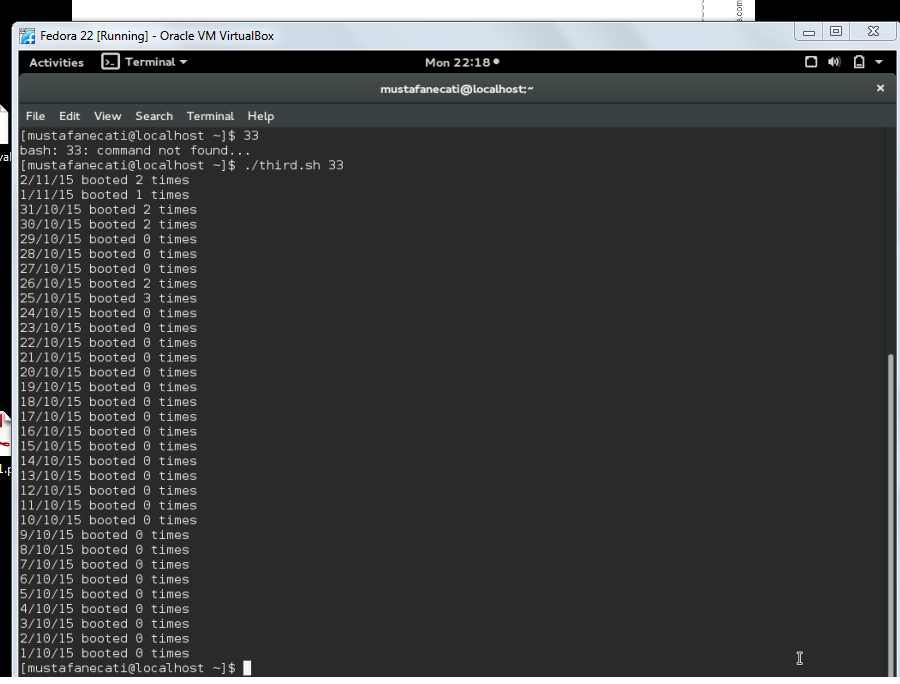 s.com
Fedora 22 [Running] - Oracle VM VirtualBox
Activities Terminal Mon 22:18
mustafanecati@localhost:~
File Edit View Search Terminal Help
[mustafanecati@localhost ~]$ 33
bash: 33: command not found...
[mustafanecati@localhost ~]$ ./third.sh 33
2/11/15 booted 2 times
1/11/15 booted 1 times
31/10/15 booted 2 times
30/10/15 booted 2 times
29/10/15 booted 0 times
28/10/15 booted 0 times
27/10/15 booted 0 times
26/10/15 booted 2 times
25/10/15 booted 3 times
24/10/15 booted 0 times
23/10/15 booted 0 times
22/10/15 booted 0 times
21/10/15 booted 0 times
20/10/15 booted 0 times
19/10/15 booted 0 times
18/10/15 booted 0 times
17/10/15 booted 0 times
16/10/15 booted 0 times
15/10/15 booted 0 times
14/10/15 booted 0 times
13/10/15 booted 0 times
12/10/15 booted 0 times
11/10/15 booted 0 times
10/10/15 booted 0 times
9/10/15 booted 0 times
8/10/15 booted 0 times
7/10/15 booted 0 times
6/10/15 booted 0 times
5/10/15 booted 0 times
4/10/15 booted 0 times
3/10/15 booted 0 times
2/10/15 booted 0 times
1/10/15 booted 0 times
[mustafanecati@localhost ~]$